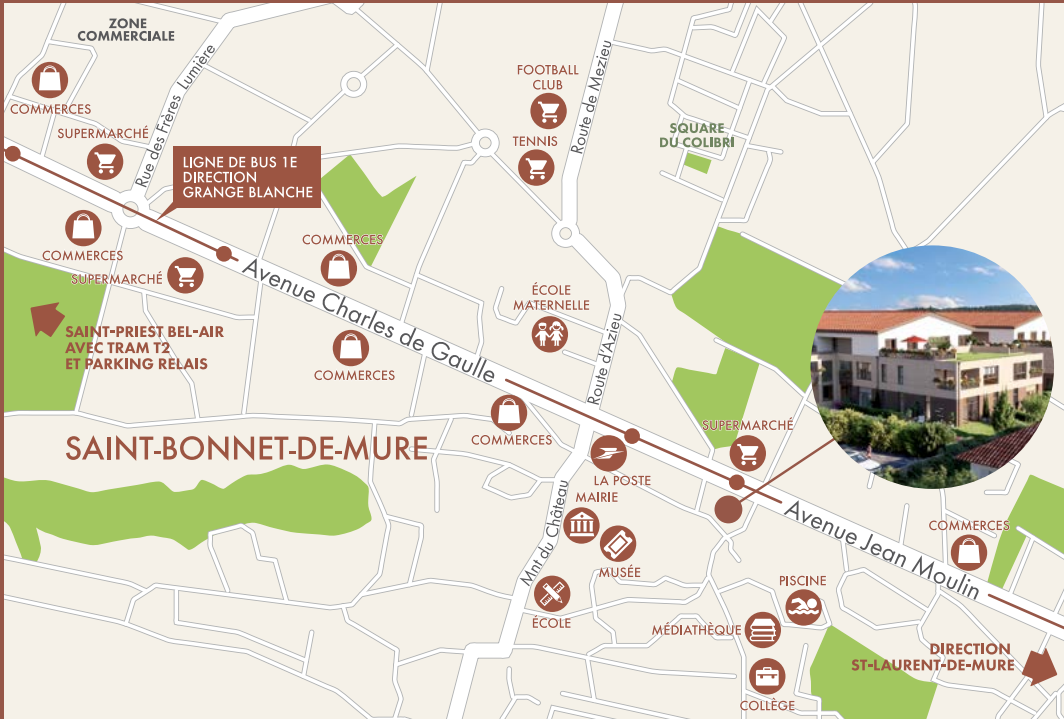 ZONE
COMMERCIALE
COMMERCES
SUPERMARCHÉ
Rue des Frères Lumière
LIGNE DE BUS 1E
DIRECTION
GRANGE BLANCHE
FOOTBALL
CLUB
TENNIS
Route de Mezieu
SQUARE
DU COLIBRI
COMMERCES
SUPERMARCHÉ
COMMERCES
Avenue Charles de Gaulle
ÉCOLE
MATERNELLE
Route d'Azieu
SAINT-PRIEST BEL-AIR
AVEC TRAM T2
ET PARKING RELAIS
COMMERCES
COMMERCES
SUPERMARCHÉ
SAINT-BONNET-DE-MURE
LA POSTE
MAIRIE
MUSÉE
Mnt du Château
ÉCOLE
Avenue Jean Moulin
COMMERCES
PISCINE
MÉDIATHÈQUE
COLLÈGE
DIRECTION
ST-LAURENT-DE-MURE